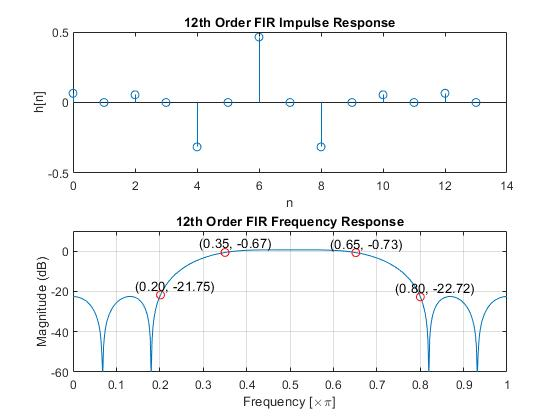 12th Order FIR Impulse Response
0.5
0
-0.5
h[n]
0 2 4 6 8 10 12 14
n
12th Order FIR Frequency Response
(0.35, -0.67) (0.65, -0.73)
(0.20, -21.75) (0.80, -22.72)
0
-20
-40
-60
Magnitude (dB)
0 0.1 0.2 0.3 0.4 0.5 0.6 0.7 0.8 0.9 1
Frequency [×π]